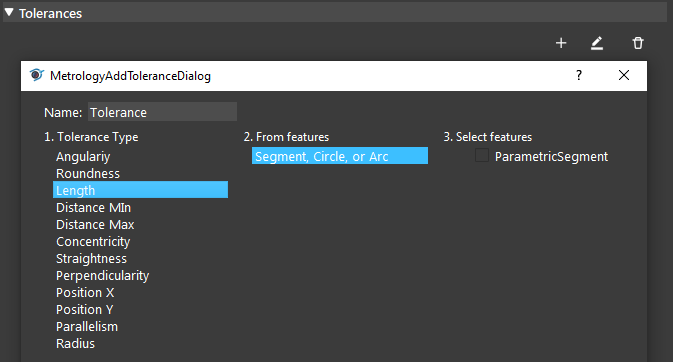 Tolerances
MetrologyAddToleranceDialog
?
Name: Tolerance
1. Tolerance Type
2. From features
3. Select features
Angulariy
Roundness
Length
Distance MIn
Distance Max
Concentricity
Straightness
Perpendicularity
Position X
Position Y
Parallelism
Radius
Segment, Circle, or Arc
ParametricSegment